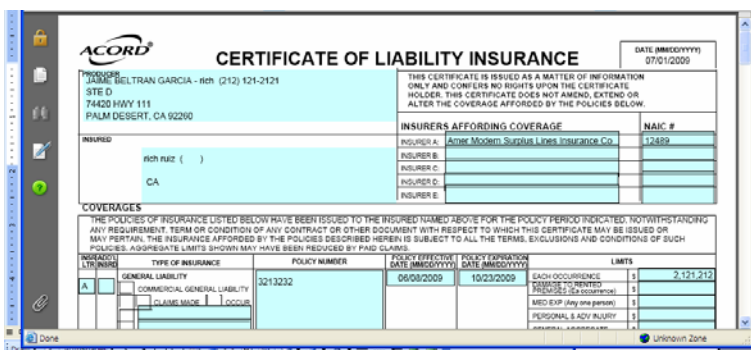 ACORD®
CERTIFICATE OF LIABILITY INSURANCE
DATE (MM/DD/YYYY)
07/01/2009
PRODUCER
JAIME BELTRAN GARCIA - rich (212) 121-2121
STE D
74420 HWY 111
PALM DESERT, CA 92260
THIS CERTIFICATE IS ISSUED AS A MATTER OF INFORMATION
ONLY AND CONFERS NO RIGHTS UPON THE CERTIFICATE
HOLDER. THIS CERTIFICATE DOES NOT AMEND, EXTEND OR
ALTER THE COVERAGE AFFORDED BY THE POLICIES BELOW.
INSURERS AFFORDING COVERAGE NAIC #
INSURED
rich ruiz ( )
CA
INSURER A: Amer Modern Surplus Lines Insurance Co 12489
INSURER B:
INSURER C:
INSURER D:
INSURER E:
COVERAGES
THE POLICIES OF INSURANCE LISTED BELOW HAVE BEEN ISSUED TO THE INSURED NAMED ABOVE FOR THE POLICY PERIOD INDICATED. NOTWITHSTANDING
ANY REQUIREMENT, TERM OR CONDITION OF ANY CONTRACT OR OTHER DOCUMENT WITH RESPECT TO WHICH THIS CERTIFICATE MAY BE ISSUED OR
MAY PERTAIN, THE INSURANCE AFFORDED BY THE POLICIES DESCRIBED HEREIN IS SUBJECT TO ALL THE TERMS, EXCLUSIONS AND CONDITIONS OF SUCH
POLICIES. AGGREGATE LIMITS SHOWN MAY HAVE BEEN REDUCED BY PAID CLAIMS.
INSR ADD'L
LTR INSRD
TYPE OF INSURANCE
POLICY NUMBER
POLICY EFFECTIVE
DATE (MM/DD/YYYY)
POLICY EXPIRATION
DATE (MM/DD/YYYY)
LIMITS
A
GENERAL LIABILITY
COMMERCIAL GENERAL LIABILITY
CLAIMS MADE OCCUR
3213232
06/08/2009
10/23/2009
EACH OCCURRENCE $ 2,121,212
DAMAGE TO RENTED
PREMISES (Ea occurrence) $
MED EXP (Any one person) $
PERSONAL & ADV INJURY $
Done
Unknown Zone